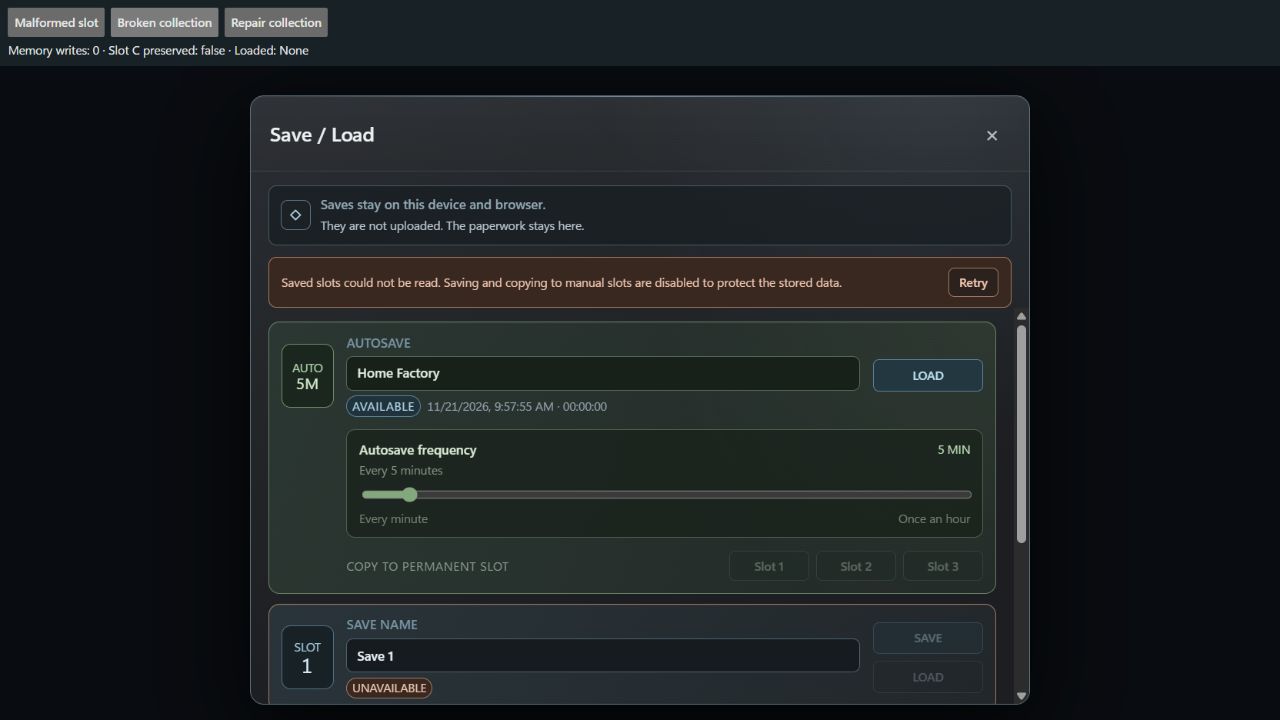 Malformed slot Broken collection Repair collection
Memory writes: 0 · Slot C preserved: false · Loaded: None
Save / Load
×
Saves stay on this device and browser.
They are not uploaded. The paperwork stays here.
Saved slots could not be read. Saving and copying to manual slots are disabled to protect the stored data. Retry
AUTO
5M
AUTOSAVE
Home Factory
LOAD
AVAILABLE 11/21/2026, 9:57:55 AM · 00:00:00
Autosave frequency 5 MIN
Every 5 minutes
Every minute Once an hour
COPY TO PERMANENT SLOT Slot 1 Slot 2 Slot 3
SLOT
1
SAVE NAME
Save 1
UNAVAILABLE
SAVE
LOAD